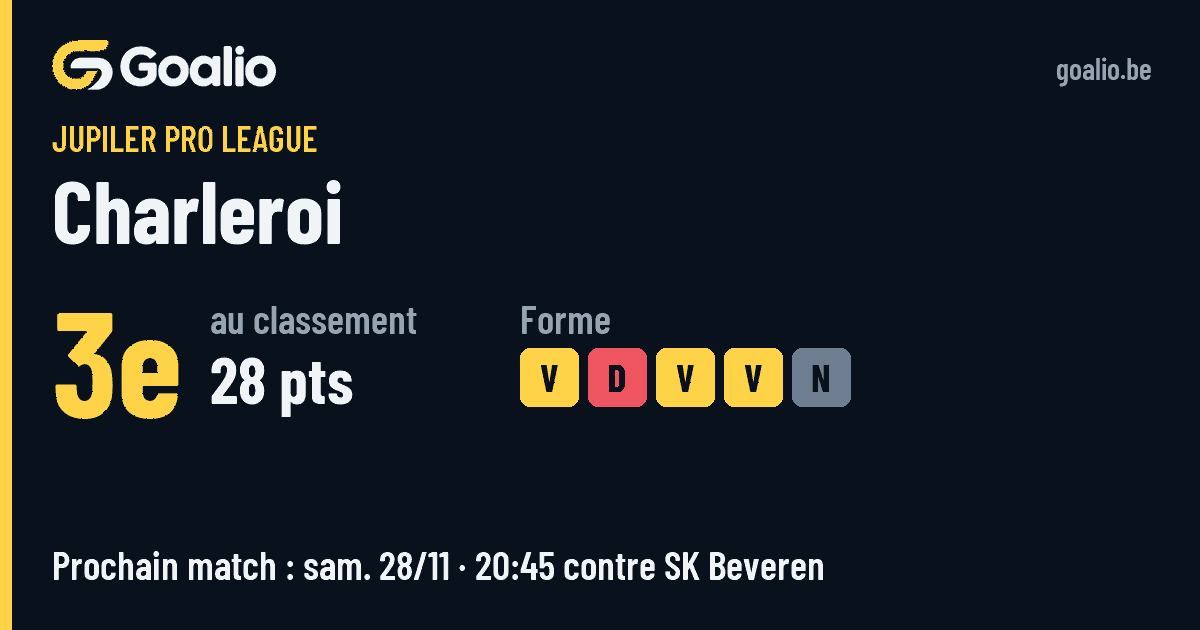 Goalio
goalio.be
JUPILER PRO LEAGUE
Charleroi
3e
au classement
28 pts
Forme
V D V V N
Prochain match : sam. 28/11 · 20:45 contre SK Beveren